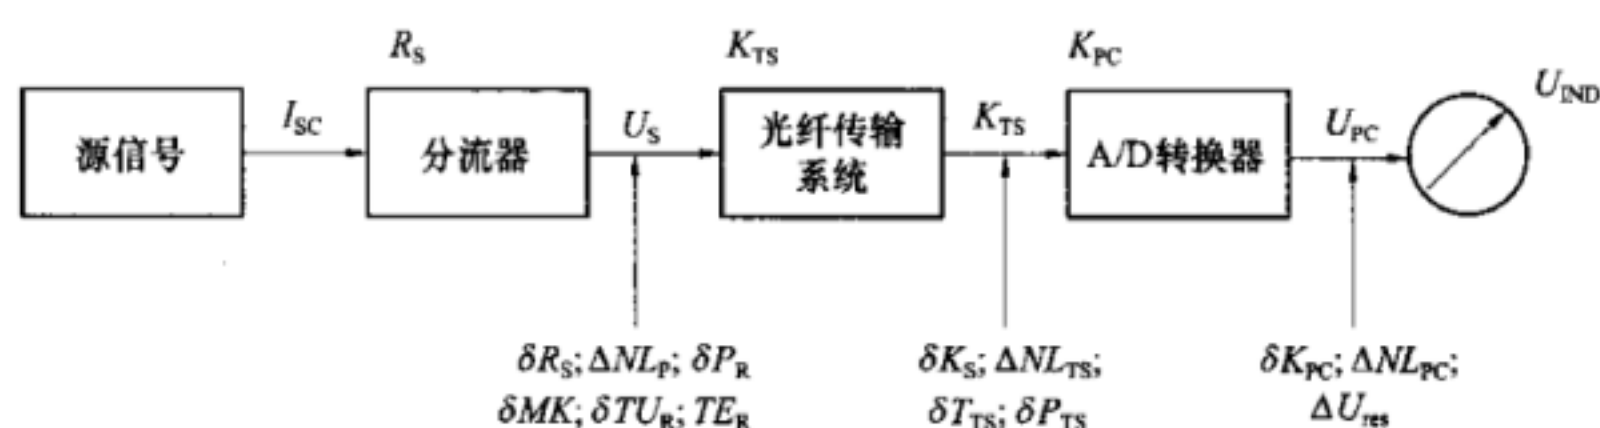 R_S K_TS K_PC
U_IND
源信号 I_SC 分流器 U_S 光纤传输系统 K_TS A/D转换器 U_PC
δR_S; ΔNL_P; δP_R
δMK; δTU_R; TE_R
δK_S; ΔNL_TS;
δT_TS; δP_TS
δK_PC; ΔNL_PC;
ΔU_res